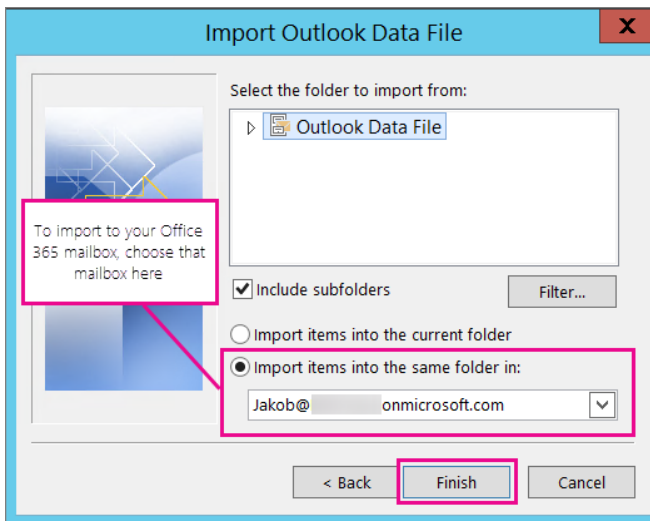 Import Outlook Data File
X
Select the folder to import from:
Outlook Data File
To import to your Office
365 mailbox, choose that
mailbox here
Include subfolders
Filter...
Import items into the current folder
Import items into the same folder in:
Jakob@ onmicrosoft.com
< Back Finish Cancel